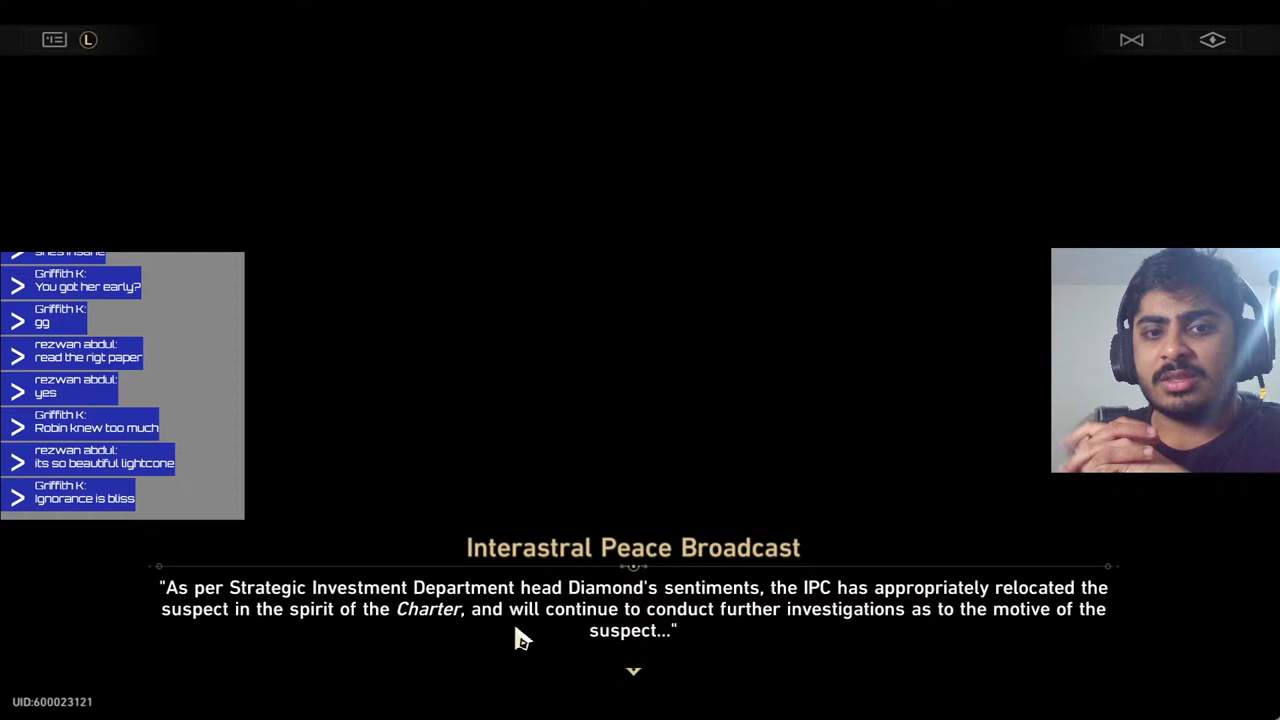 L
shes insane
Griffith K:
You got her early?
Griffith K:
gg
rezwan abdul:
read the rigt paper
rezwan abdul:
yes
Griffith K:
Robin knew too much
rezwan abdul:
its so beautiful lightcone
Griffith K:
Ignorance is bliss
Interastral Peace Broadcast
"As per Strategic Investment Department head Diamond's sentiments, the IPC has appropriately relocated the
suspect in the spirit of the Charter, and will continue to conduct further investigations as to the motive of the
suspect..."
UID:600023121